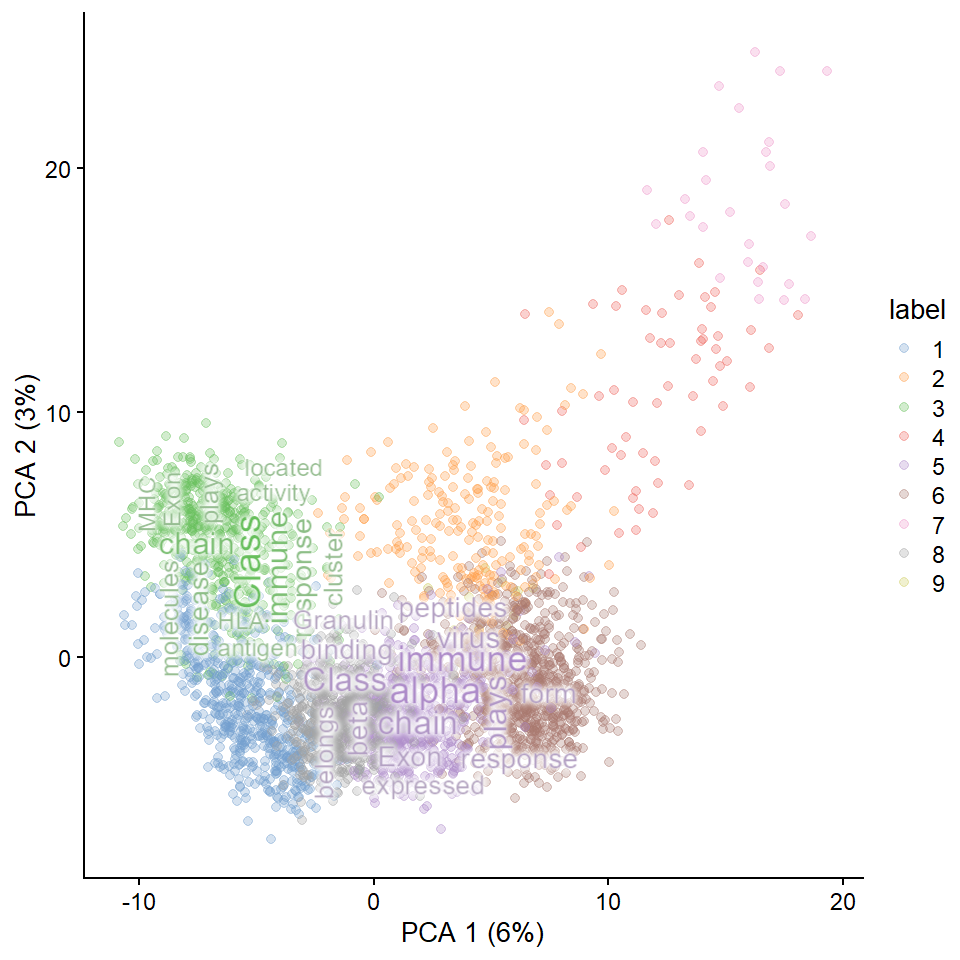 20
10
0
PCA 2 (3%)
-10
0
10
20
PCA 1 (6%)
label
1
2
3
4
5
6
7
8
9
located
activity
MHC
Exon
plays
chain
Class
immune
response
cluster
molecules
disease
HLA
antigen
Granulin
peptides
virus
binding
immune
Class
alpha
plays
form
belongs
beta
chain
Exon
response
expressed